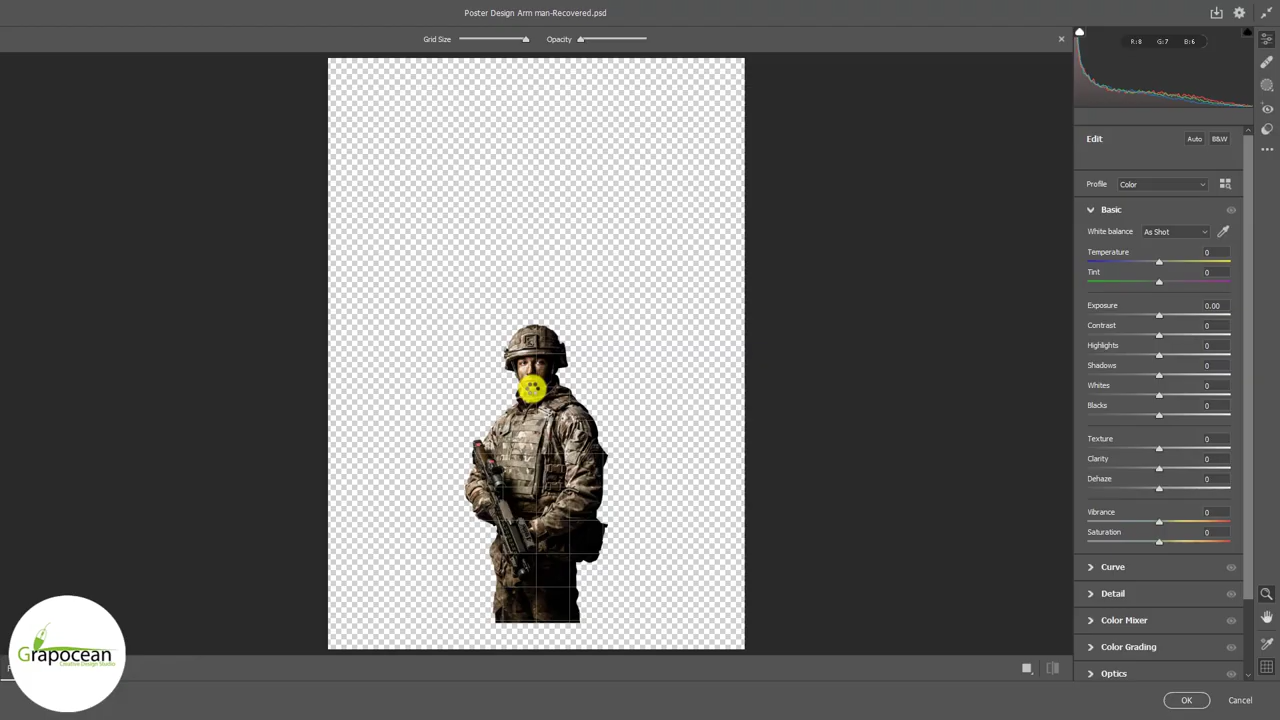 Poster Design Arm man-Recovered.psd
Grid Size
Opacity
R:8 G:7 B:6
Edit
Auto
B&W
Profile
Color
Basic
White balance
As Shot
Temperature 0
Tint 0
Exposure 0.00
Contrast 0
Highlights 0
Shadows 0
Whites 0
Blacks 0
Texture 0
Clarity 0
Dehaze 0
Vibrance 0
Saturation 0
Curve
Detail
Color Mixer
Color Grading
Optics
Grapocean
Creative Design Studio
OK
Cancel